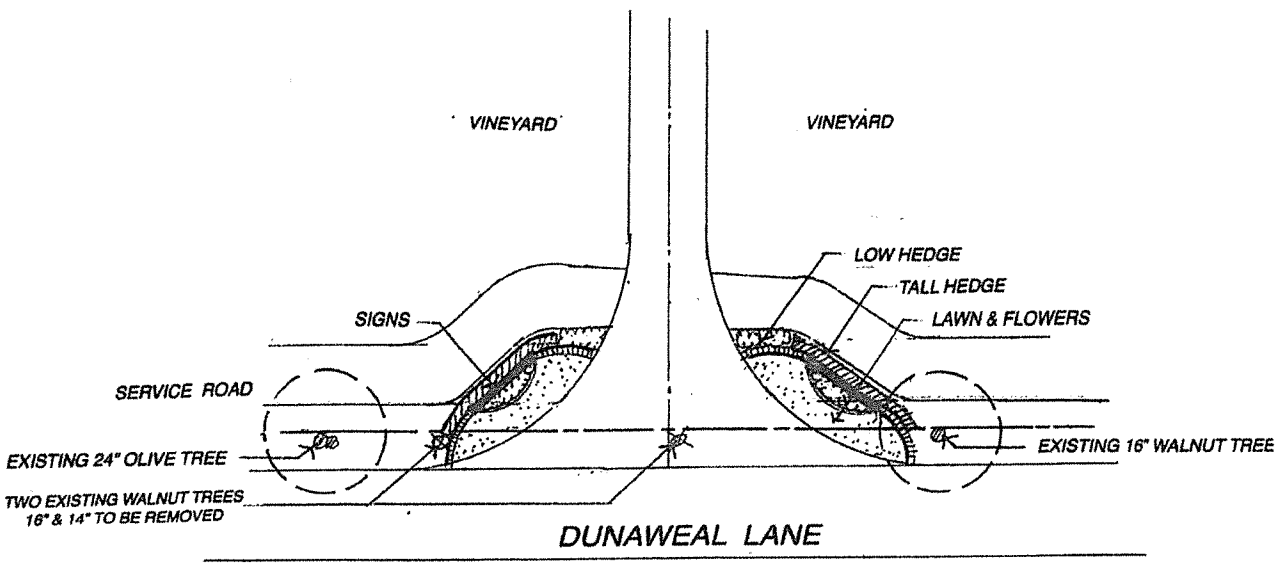 VINEYARD
VINEYARD
LOW HEDGE
TALL HEDGE
SIGNS
LAWN & FLOWERS
SERVICE ROAD
EXISTING 24" OLIVE TREE
EXISTING 16" WALNUT TREE
TWO EXISTING WALNUT TREES
16" & 14" TO BE REMOVED
DUNAWEAL LANE